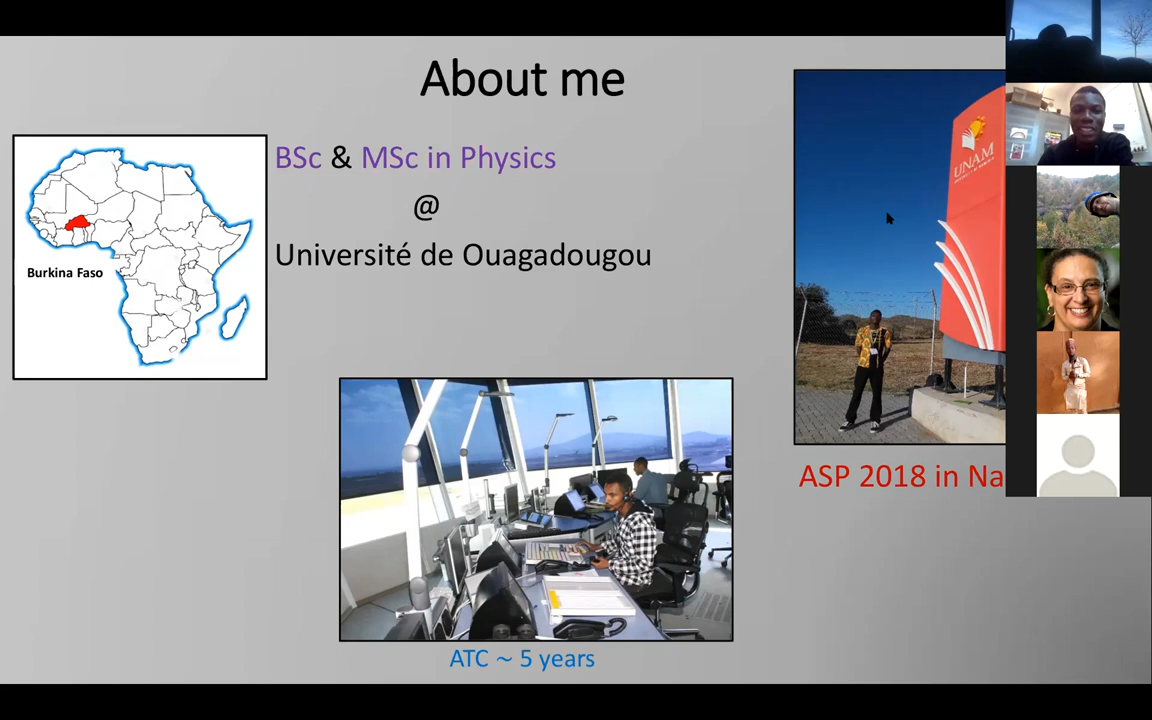 About me
BSc & MSc in Physics
@
Université de Ouagadougou
Burkina Faso
UNAM
ATC ~ 5 years
ASP 2018 in Na